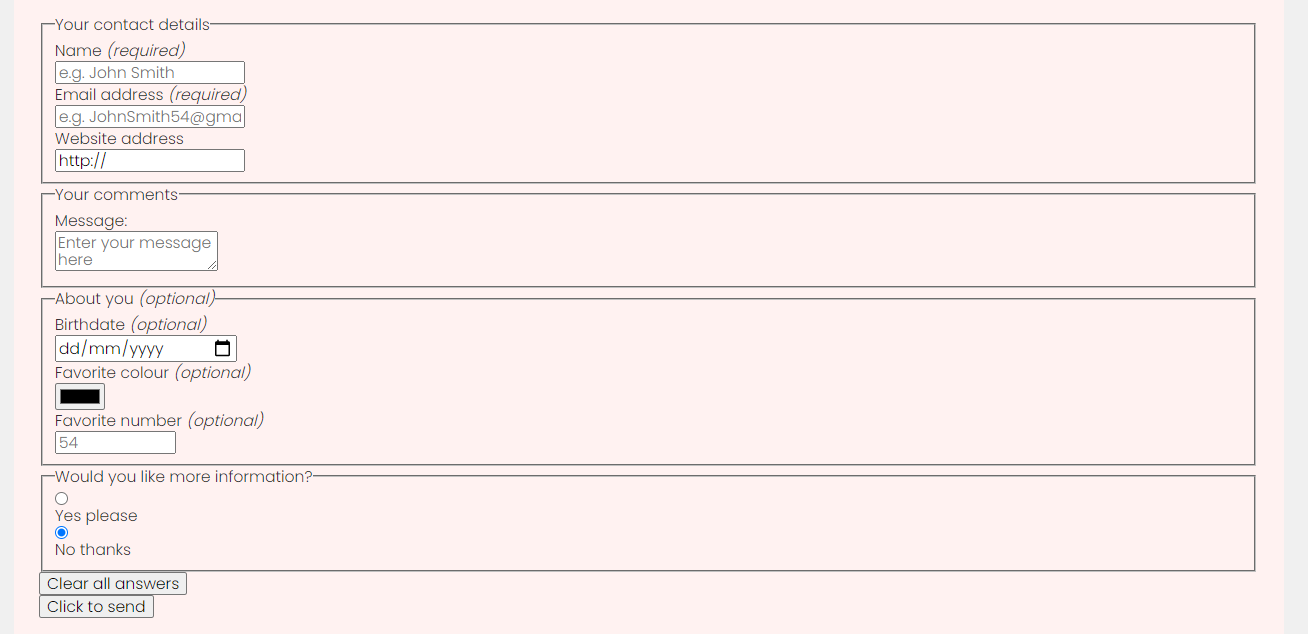 Your contact details
Name (required)
e.g. John Smith
Email address (required)
e.g. JohnSmith54@gma
Website address
http://
Your comments
Message:
Enter your message
here
About you (optional)
Birthdate (optional)
dd/mm/yyyy
Favorite colour (optional)
Favorite number (optional)
54
Would you like more information?
Yes please
No thanks
Clear all answers
Click to send